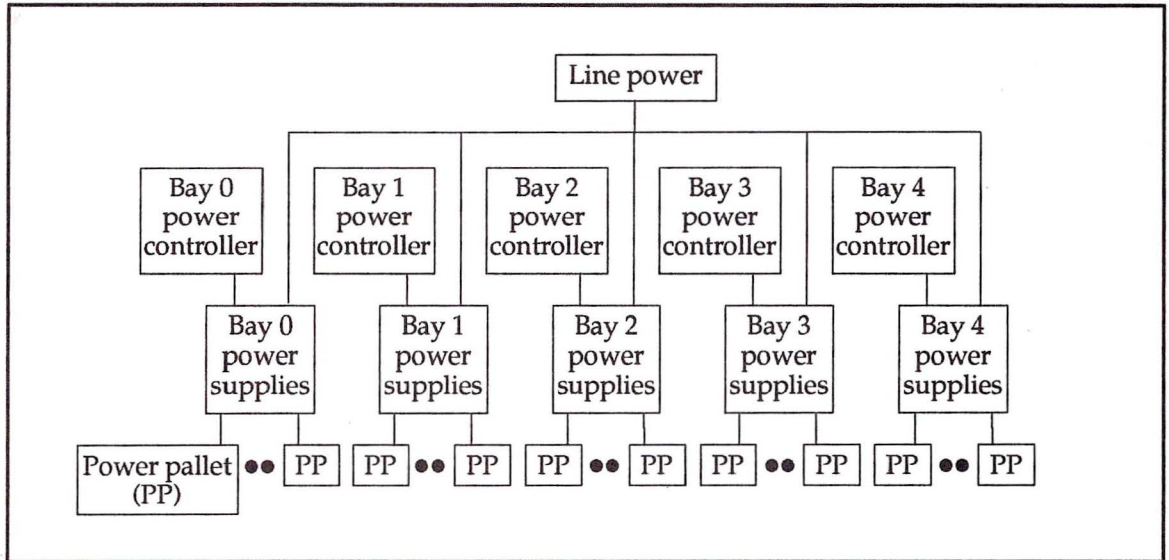 Line power
Bay 0
power
controller
Bay 1
power
controller
Bay 2
power
controller
Bay 3
power
controller
Bay 4
power
controller
Bay 0
power
supplies
Bay 1
power
supplies
Bay 2
power
supplies
Bay 3
power
supplies
Bay 4
power
supplies
Power pallet
(PP)
PP
PP
PP
PP
PP
PP
PP
PP
PP